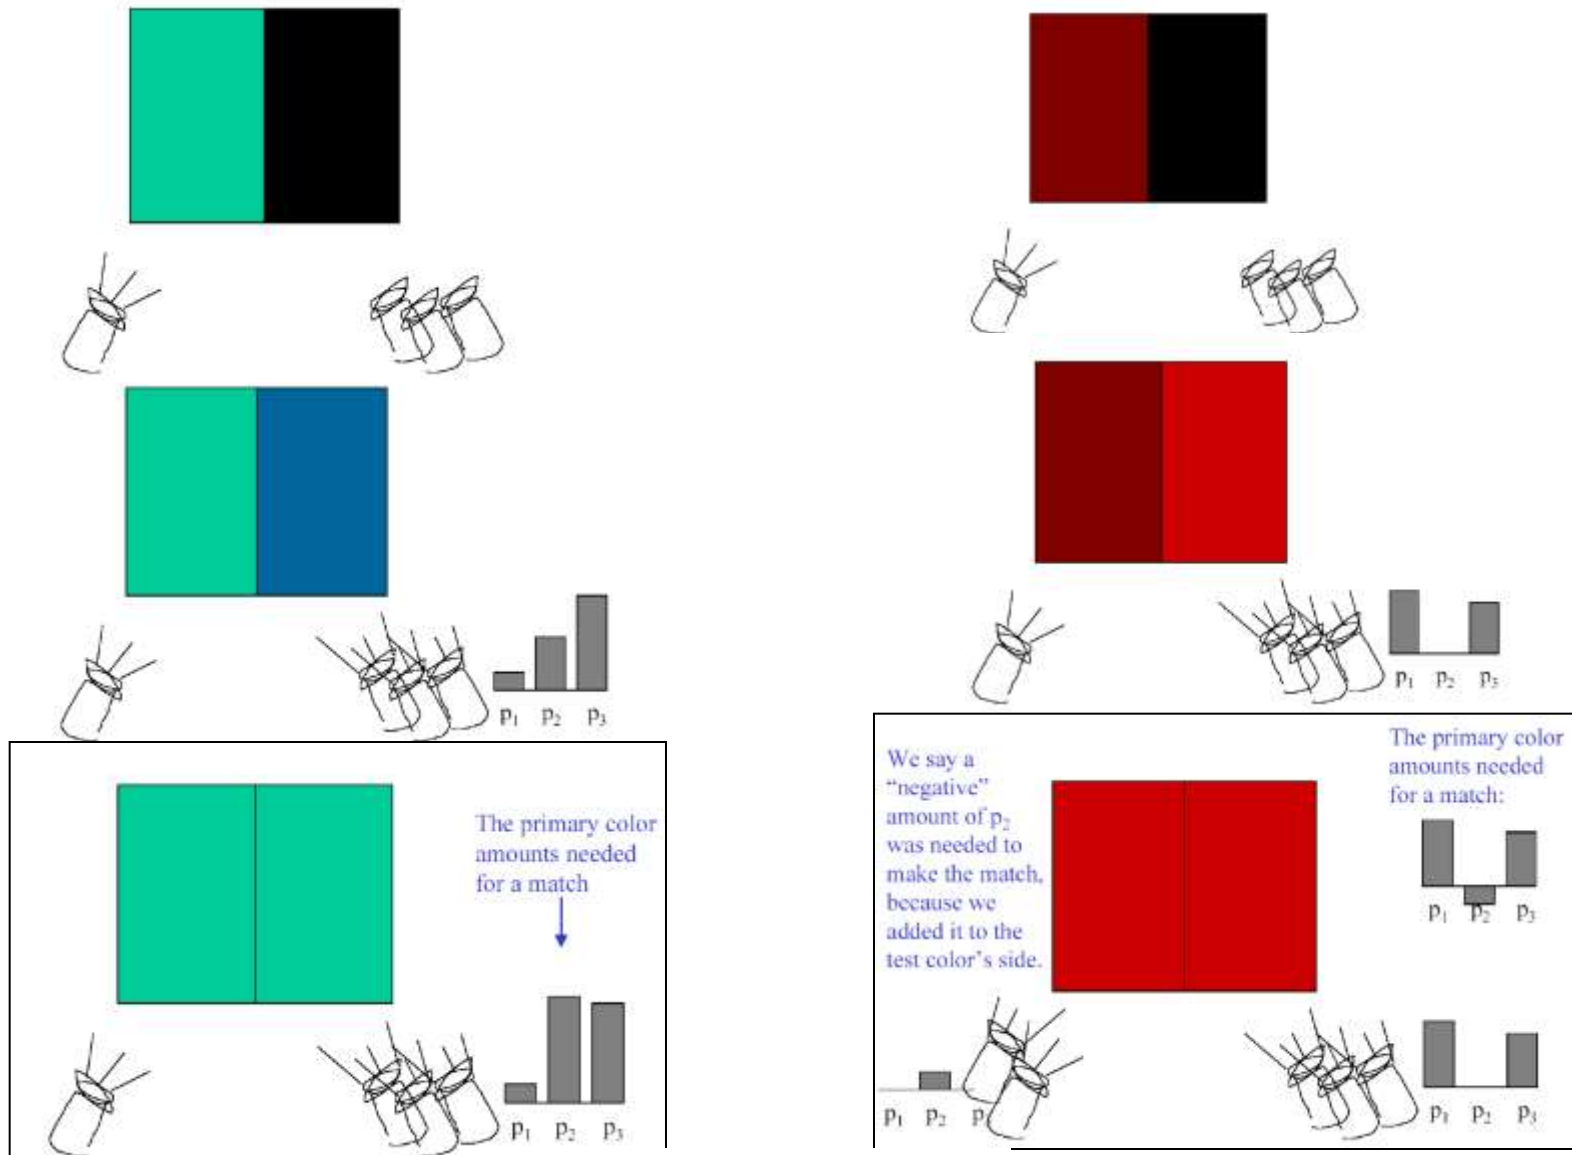 p₁ p₂ p₃
p₁ p₂ p₃
The primary color
amounts needed
for a match
p₁ p₂ p₃
We say a
“negative”
amount of p₂
was needed to
make the match,
because we
added it to the
test color’s side.
The primary color
amounts needed
for a match:
p₁ p₂ p₃
p₁ p₂ p
p₁ p₂ p₃